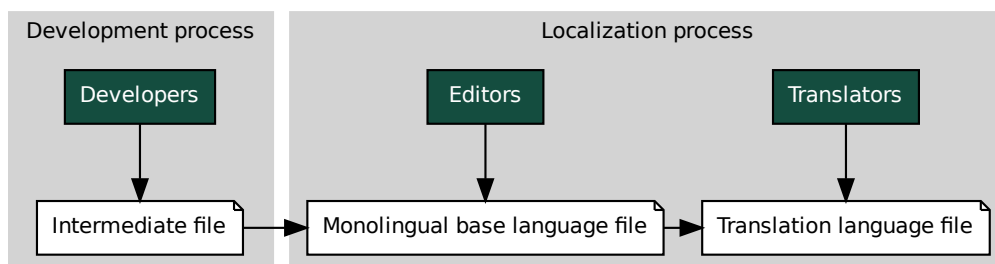 Development process
Localization process
Developers
Editors
Translators
Intermediate file
Monolingual base language file
Translation language file